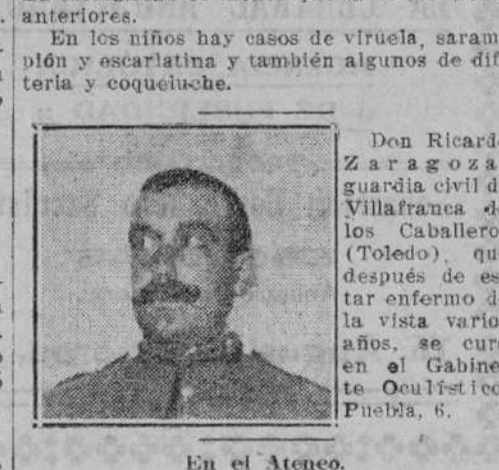 anteriores.
En los niños hay casos de viruela, saram
pión y escarlatina y también algunos de dif
teria y coqueluche.
Don Ricard
Zaragoza
guardia civil d
Villafranca d
los Caballero
(Toledo), qu
después de es
tar enfermo d
la vista vario
años, se cur
en el Gabine
te Oculístico
Puebla, 6.
En el Ateneo.